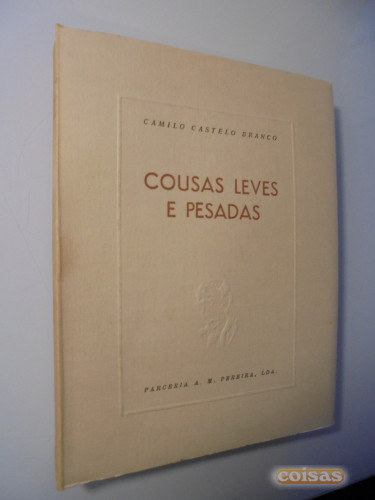 CAMILO CASTELO BRANCO
COUSAS LEVES
E PESADAS
PARCERIA A. M. PEREIRA, LDA.
coisas